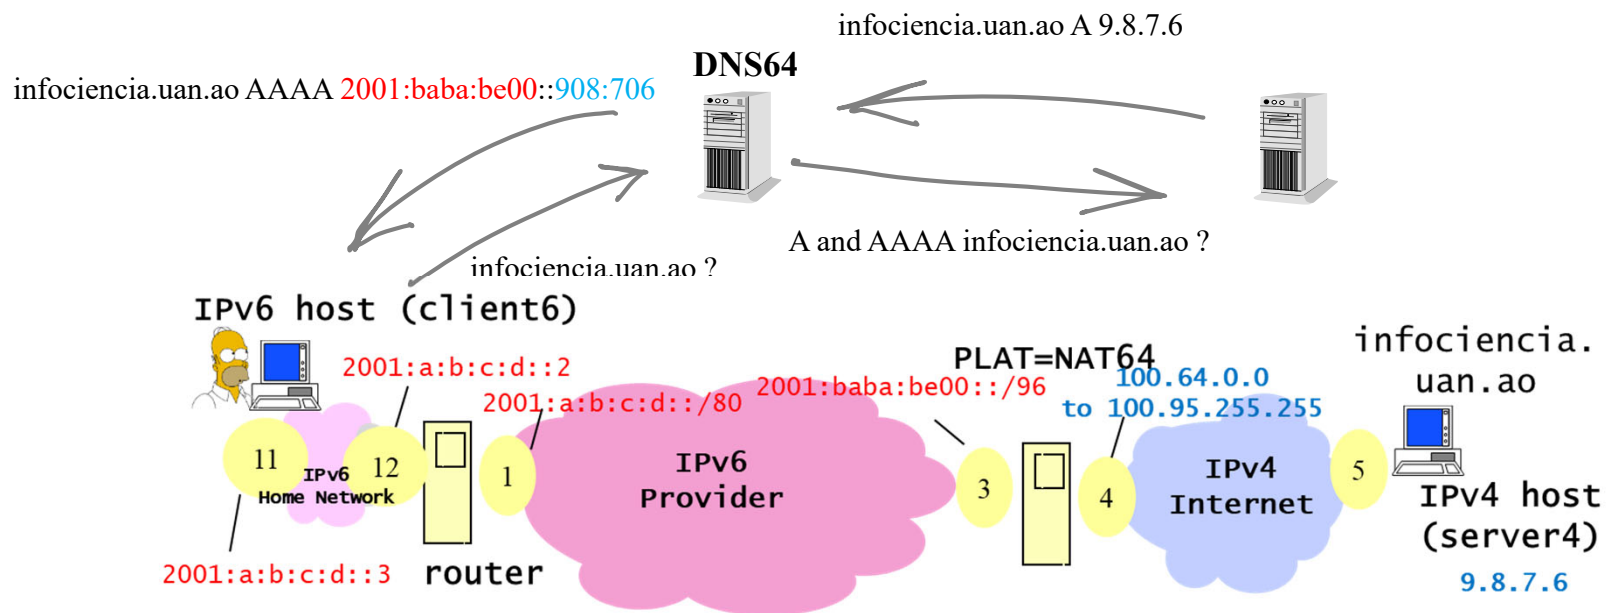 infociencia.uan.ao A 9.8.7.6
DNS64
infociencia.uan.ao AAAA 2001:baba:be00::908:706
A and AAAA infociencia.uan.ao ?
infociencia.uan.ao ?
IPv6 host (client6)
infociencia.
uan.ao
PLAT=NAT64
2001:a:b:c:d::2
2001:baba:be00::/96
100.64.0.0
to 100.95.255.255
2001:a:b:c:d::/80
11
IPv6
Home Network
12
1
IPv6
Provider
3
4
IPv4
Internet
5
IPv4 host
(server4)
9.8.7.6
2001:a:b:c:d::3
router